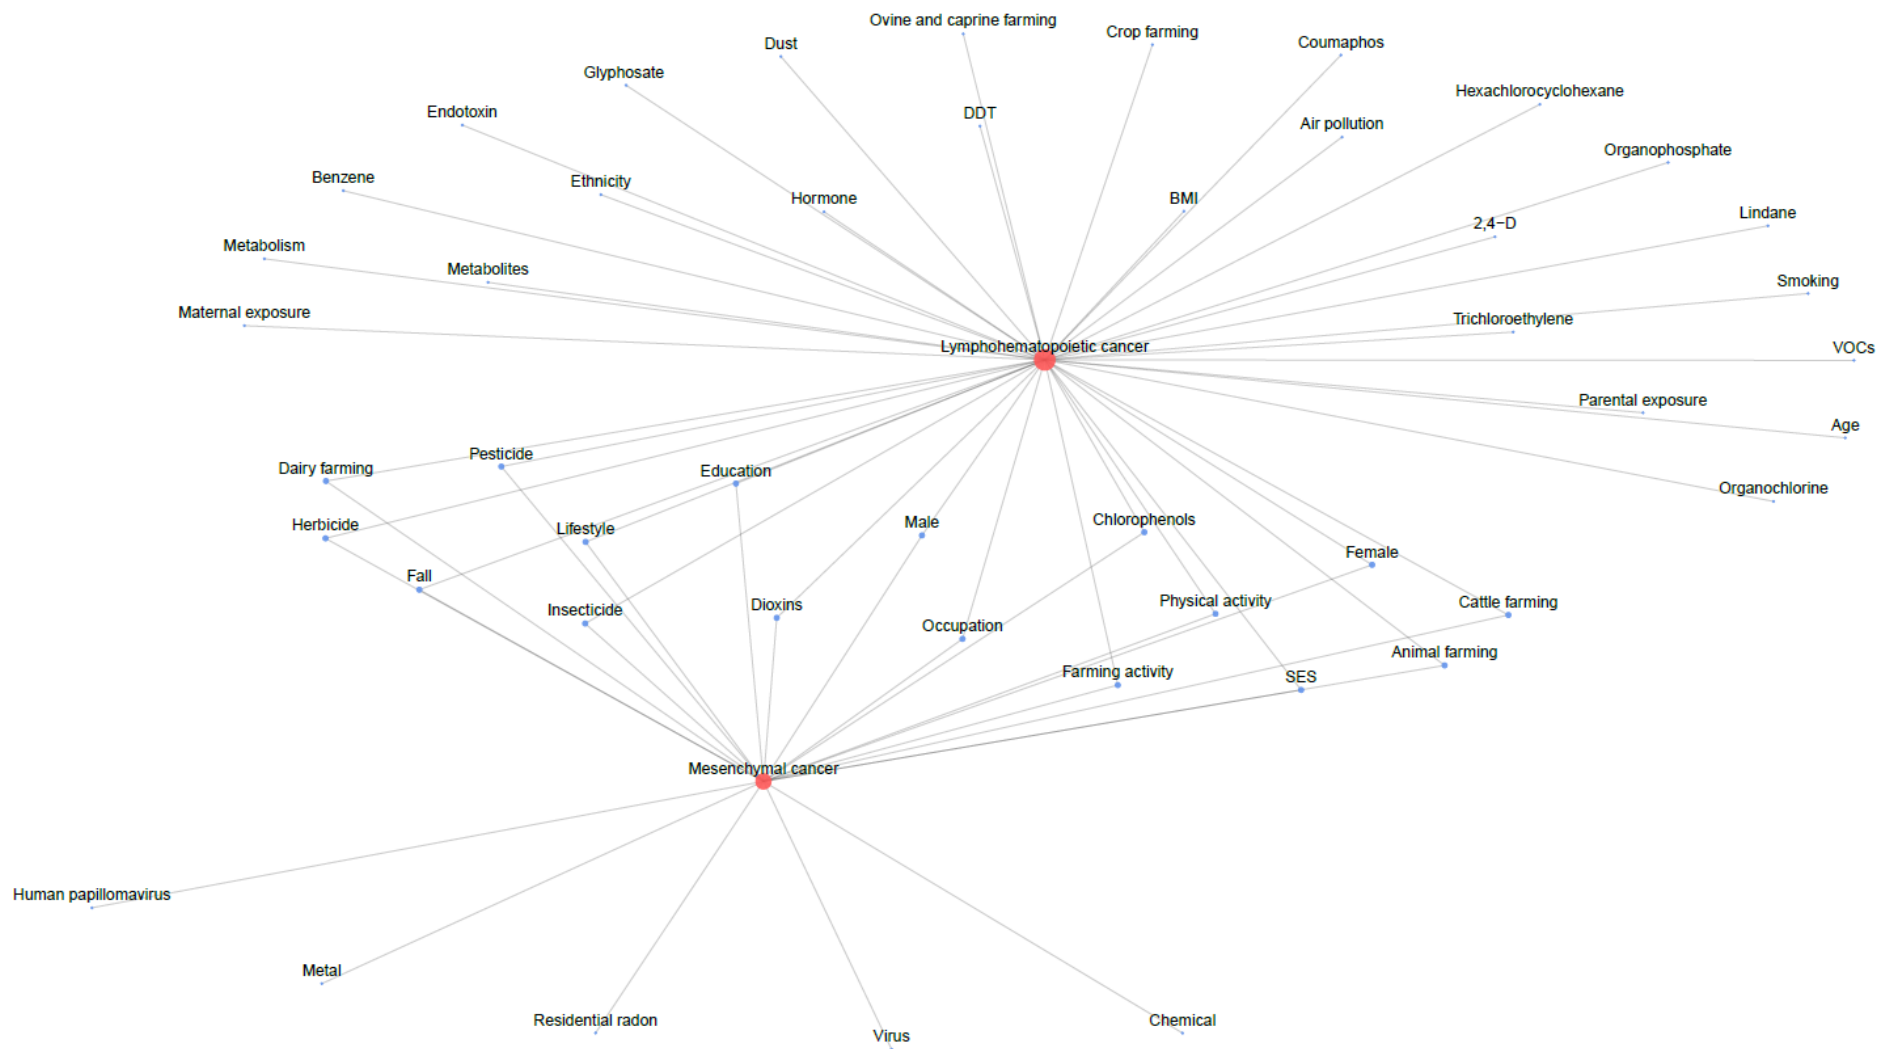 Ovine and caprine farming
Crop farming
Dust
Coumaphos
Glyphosate
Hexachlorocyclohexane
Endotoxin
DDT
Air pollution
Organophosphate
Benzene
Ethnicity
Hormone
BMI
Lindane
2,4−D
Metabolism
Metabolites
Smoking
Maternal exposure
Trichloroethylene
Lymphohematopoietic cancer
VOCs
Parental exposure
Age
Pesticide
Dairy farming
Education
Organochlorine
Herbicide
Lifestyle
Male
Chlorophenols
Female
Fall
Insecticide
Dioxins
Physical activity
Cattle farming
Occupation
Animal farming
Farming activity
SES
Mesenchymal cancer
Human papillomavirus
Metal
Residential radon
Chemical
Virus